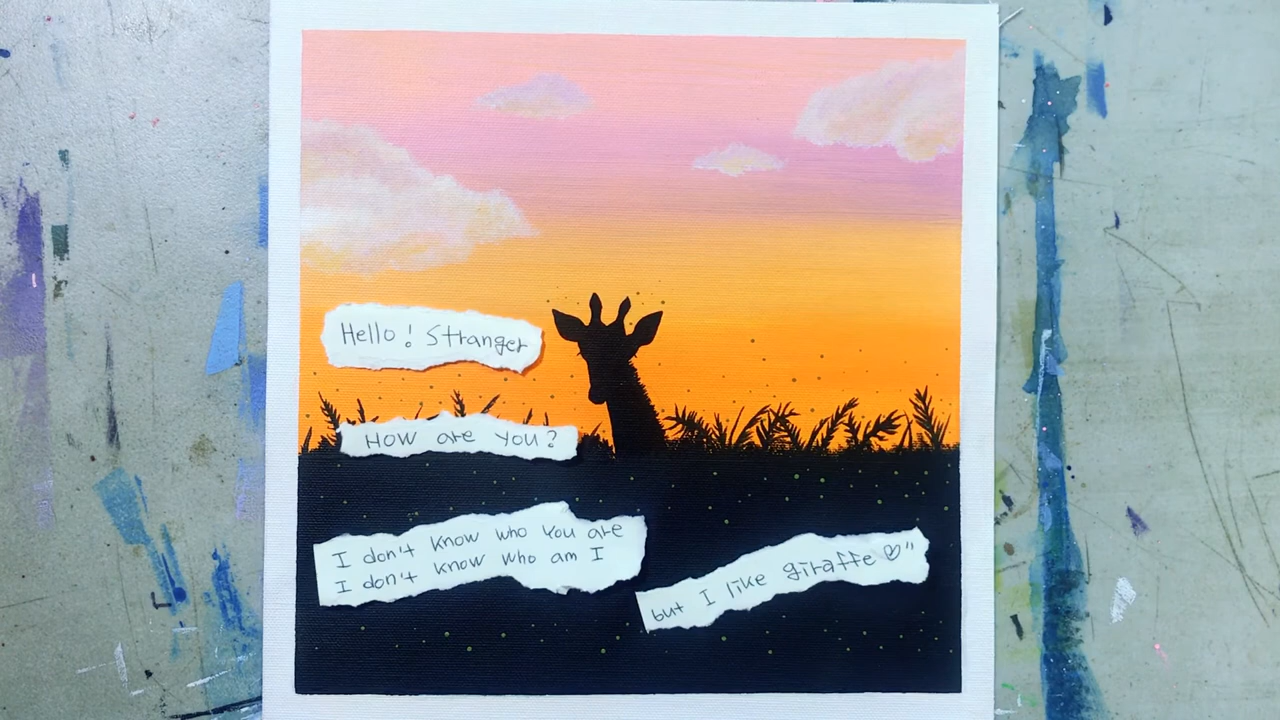 Hello! Stranger
How are you?
I don't know who you are
I don't know who am I
but I like giraffe ♡"